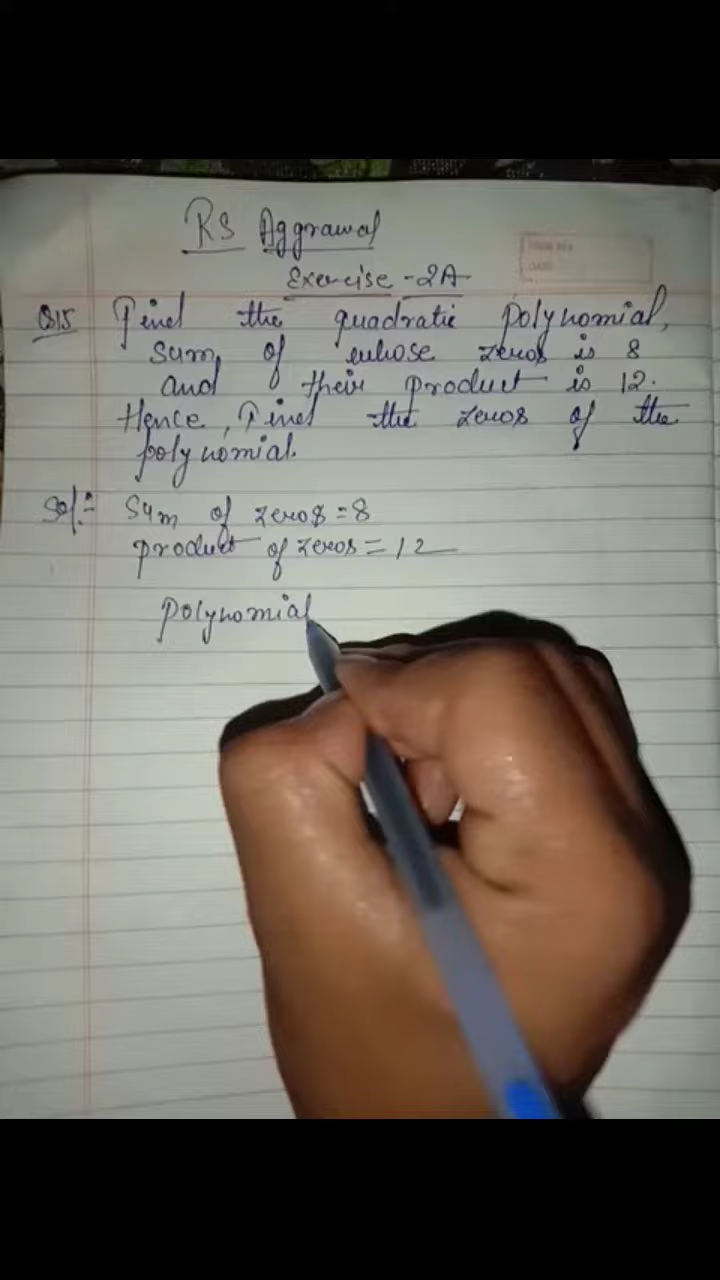 RS Aggrawal
Exercise-2A
Q15 Find the quadratic polynomial,
sum of whose zeros is 8
and their product is 12.
Hence, find the zeros of the
polynomial.
Sol:- Sum of zeros = 8
product of zeros = 12
polynomial